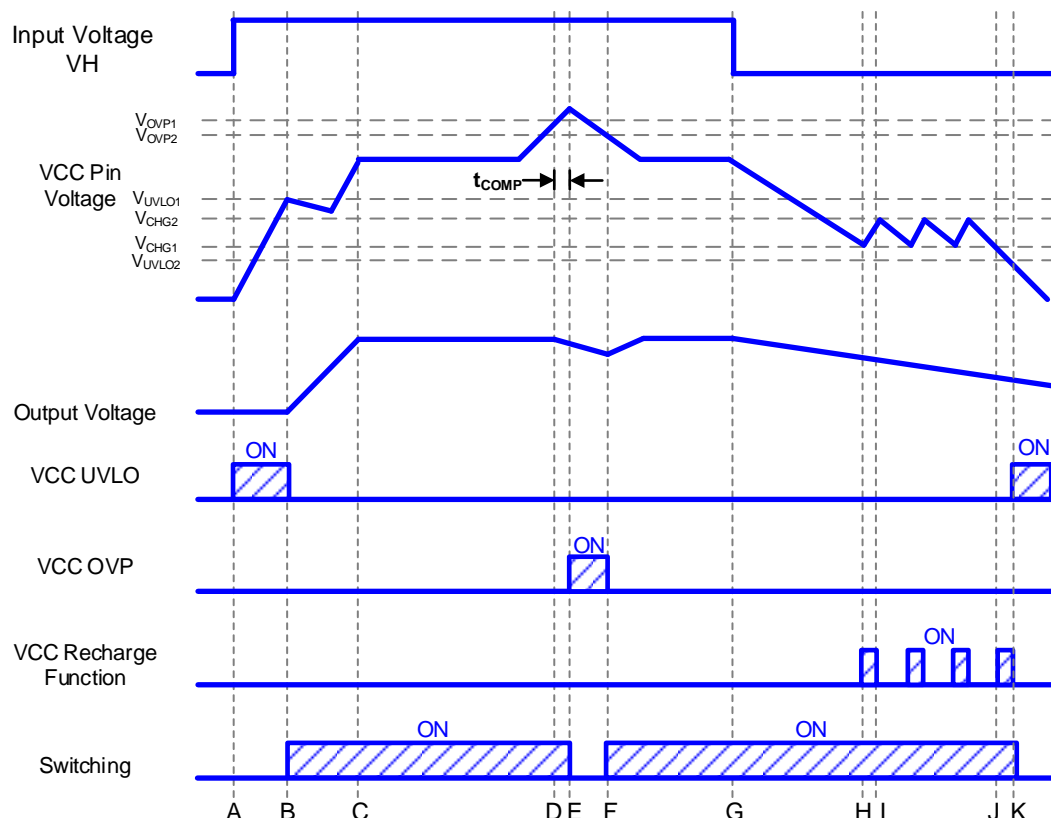 Input Voltage
VH
VOVP1
VOVP2
VCC Pin
Voltage
tCOMP
VUVLO1
VCHG2
VCHG1
VUVLO2
Output Voltage
ON
ON
VCC UVLO
ON
VCC OVP
ON
VCC Recharge
Function
ON
ON
Switching
A B C D E F G H I J K